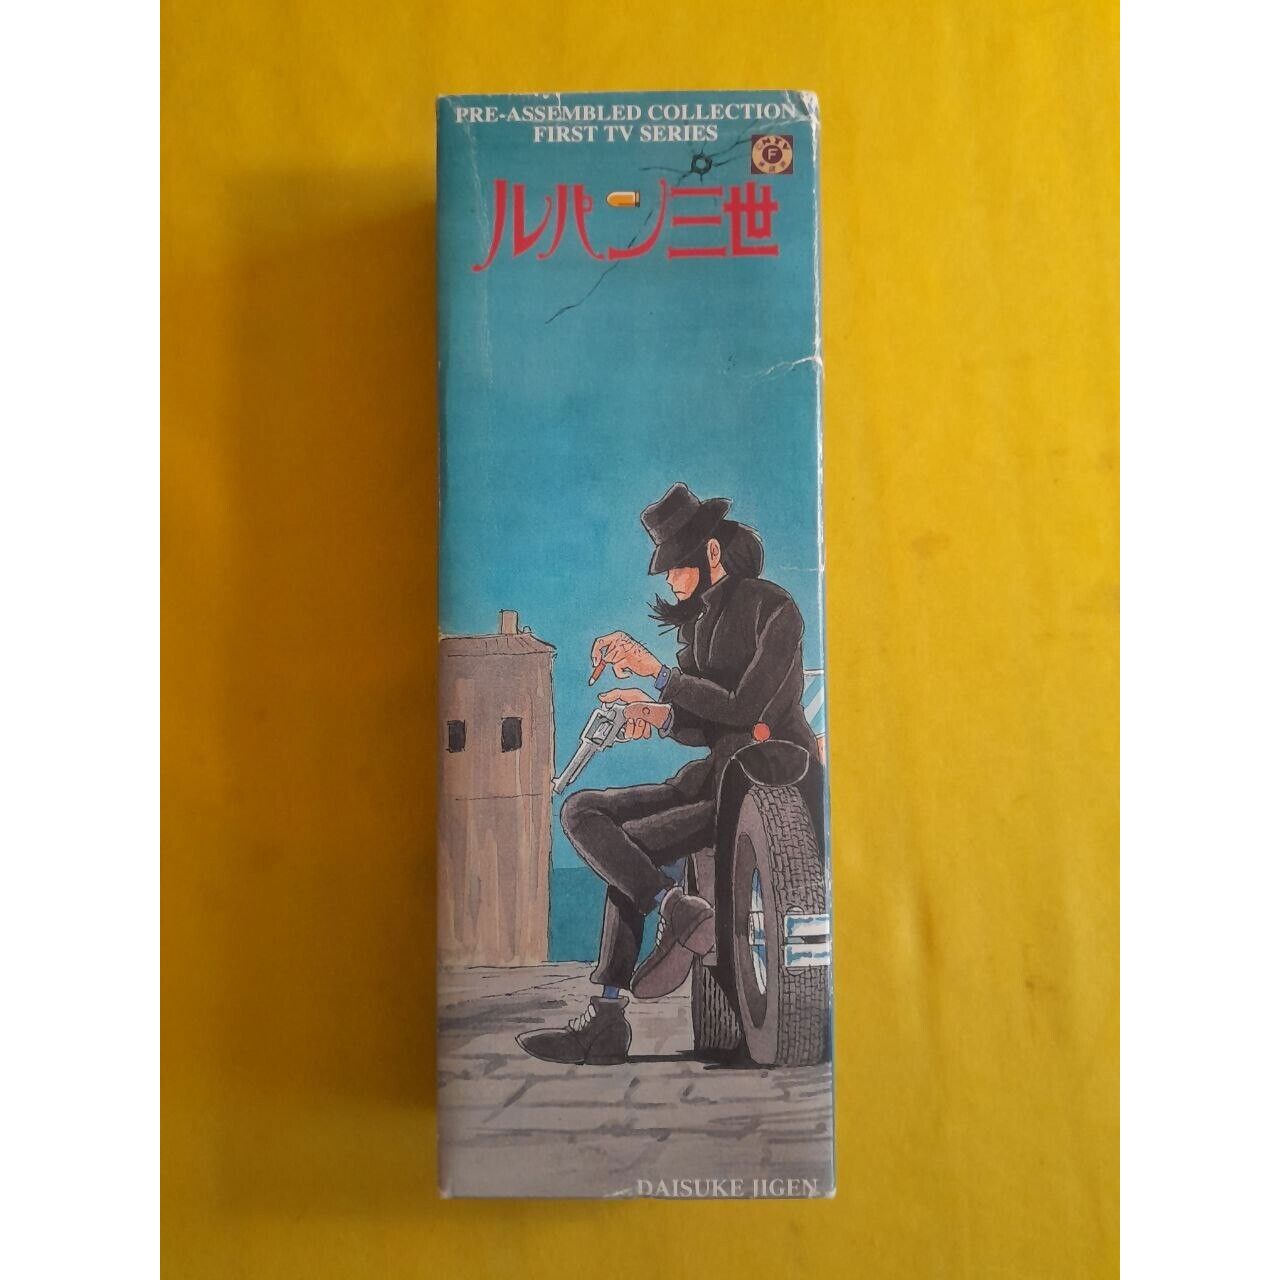 PRE-ASSEMBLED COLLECTION
FIRST TV SERIES
ルパン三世
DAISUKE JIGEN